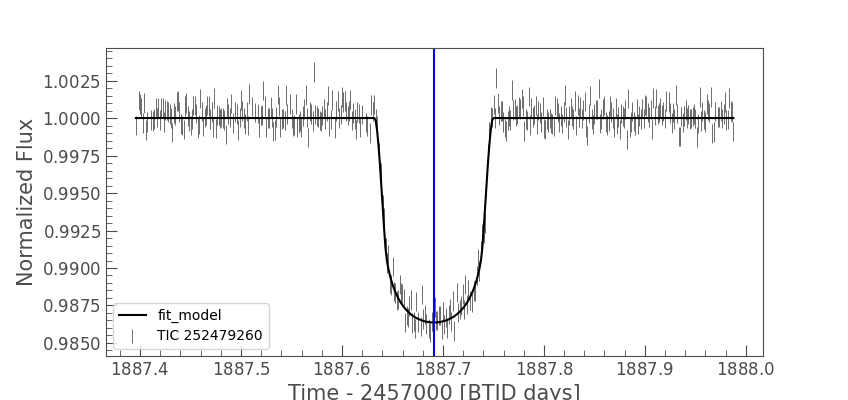 Normalized Flux
1.0025
1.0000
0.9975
0.9950
0.9925
0.9900
0.9875
0.9850
fit_model
TIC 252479260
1887.4 1887.5 1887.6 1887.7 1887.8 1887.9 1888.0
Time - 2457000 [BTJD days]